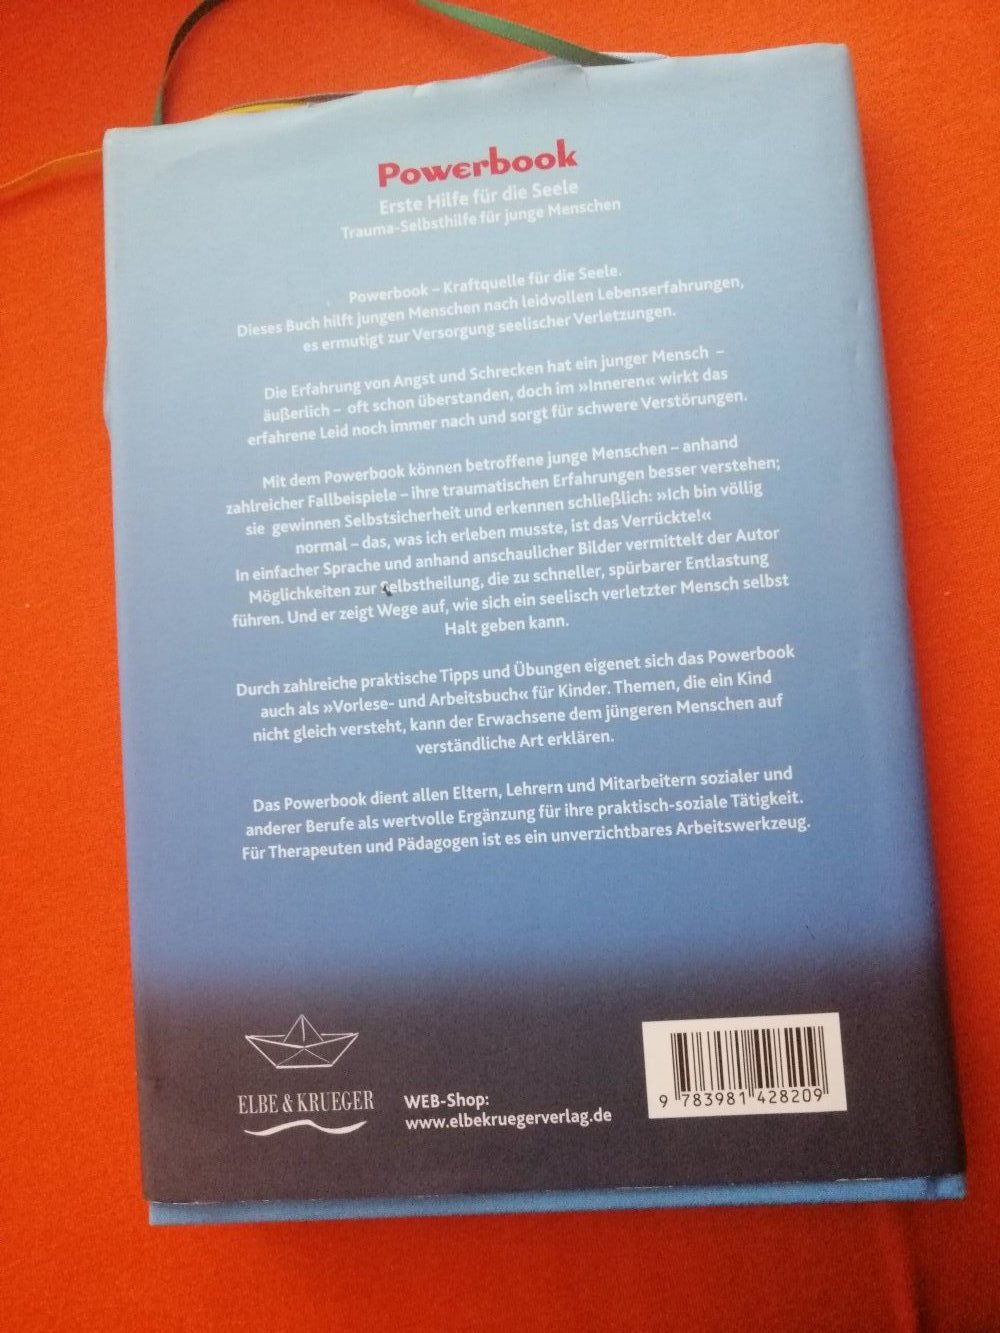 Powerbook
Erste Hilfe für die Seele
Trauma-Selbsthilfe für junge Menschen
Powerbook – Kraftquelle für die Seele.
Dieses Buch hilft jungen Menschen nach leidvollen Lebenserfahrungen,
es ermutigt zur Versorgung seelischer Verletzungen.
Die Erfahrung von Angst und Schrecken hat ein junger Mensch –
äußerlich – oft schon überstanden, doch im »Inneren« wirkt das
erfahrene Leid noch immer nach und sorgt für schwere Verstörungen.
Mit dem Powerbook können betroffene junge Menschen – anhand
zahlreicher Fallbeispiele – ihre traumatischen Erfahrungen besser verstehen;
sie gewinnen Selbstsicherheit und erkennen schließlich: »Ich bin völlig
normal – das, was ich erleben musste, ist das Verrückte!«
In einfacher Sprache und anhand anschaulicher Bilder vermittelt der Autor
Möglichkeiten zur Selbstheilung, die zu schneller, spürbarer Entlastung
führen. Und er zeigt Wege auf, wie sich ein seelisch verletzter Mensch selbst
Halt geben kann.
Durch zahlreiche praktische Tipps und Übungen eigenet sich das Powerbook
auch als »Vorlese- und Arbeitsbuch« für Kinder. Themen, die ein Kind
nicht gleich versteht, kann der Erwachsene dem jüngeren Menschen auf
verständliche Art erklären.
Das Powerbook dient allen Eltern, Lehrern und Mitarbeitern sozialer und
anderer Berufe als wertvolle Ergänzung für ihre praktisch-soziale Tätigkeit.
Für Therapeuten und Pädagogen ist es ein unverzichtbares Arbeitswerkzeug.
ELBE & KRUEGER
WEB-Shop:
www.elbekruegerverlag.de
9 783981 428209